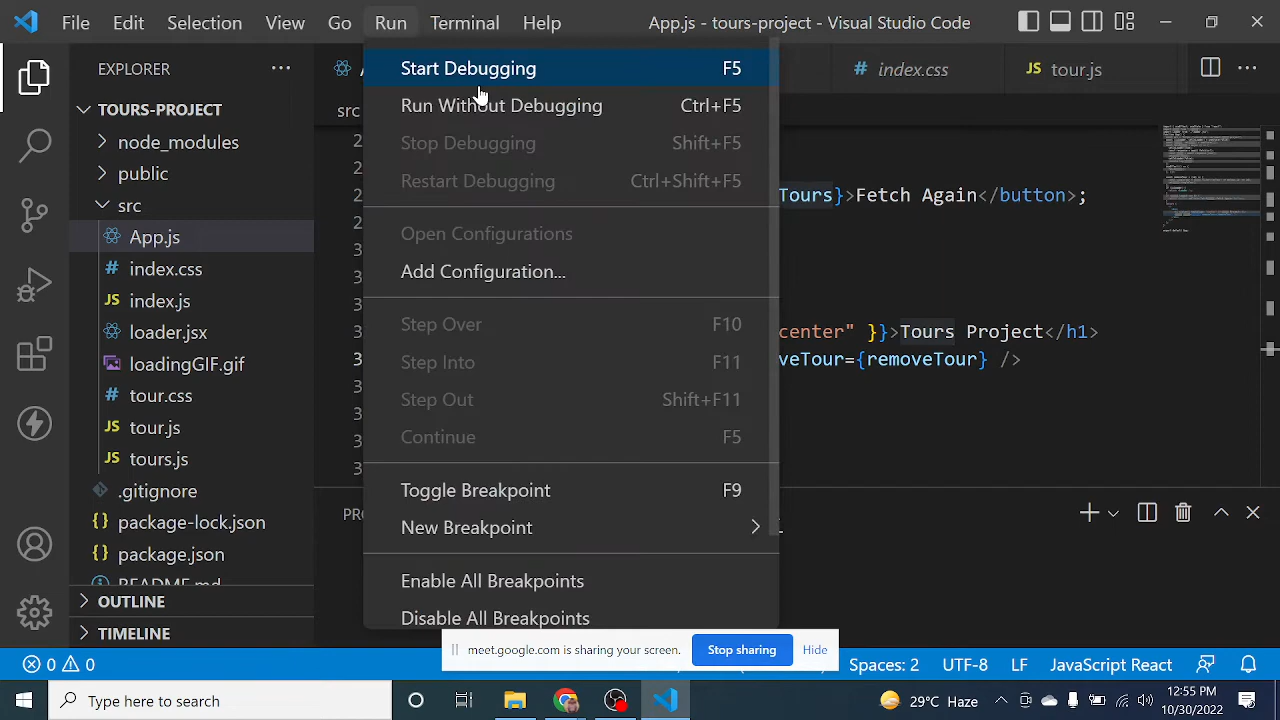 File Edit Selection View Go Run Terminal Help App.js - tours-project - Visual Studio Code
EXPLORER
TOURS-PROJECT
node_modules
public
src
App.js
index.css
index.js
loader.jsx
loadingGIF.gif
tour.css
tour.js
tours.js
.gitignore
package-lock.json
package.json
README.md
OUTLINE
TIMELINE
Start Debugging F5
Run Without Debugging Ctrl+F5
Stop Debugging Shift+F5
Restart Debugging Ctrl+Shift+F5
Open Configurations
Add Configuration...
Step Over F10
Step Into F11
Step Out Shift+F11
Continue F5
Toggle Breakpoint F9
New Breakpoint
Enable All Breakpoints
Disable All Breakpoints
# index.css
JS tour.js
src
Tours}>Fetch Again</button>;
center" }}>Tours Project</h1>
veTour={removeTour} />
meet.google.com is sharing your screen. Stop sharing Hide
0 0 Spaces: 2 UTF-8 LF JavaScript React
Type here to search 29°C Haze 12:55 PM
10/30/2022